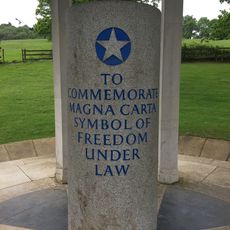 TO
COMMEMORATE
MAGNA CARTA
SYMBOL OF
FREEDOM
UNDER
LAW